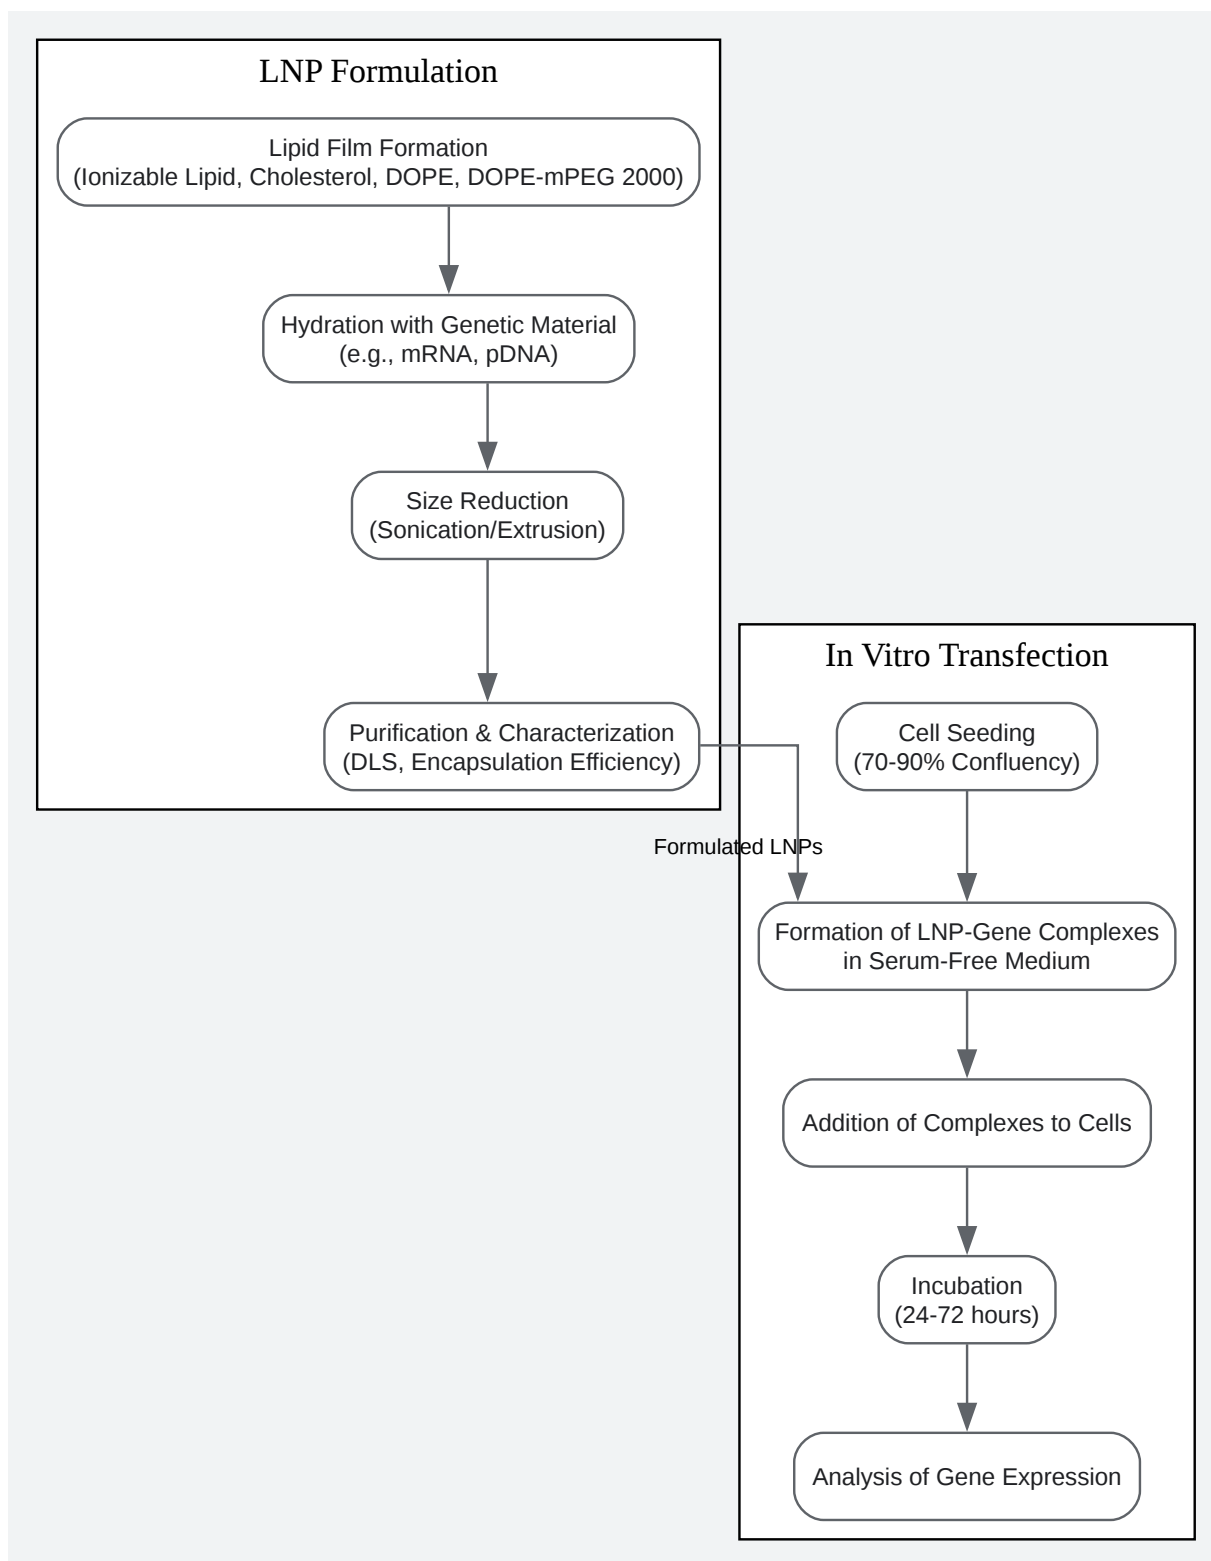 LNP Formulation
Lipid Film Formation
(Ionizable Lipid, Cholesterol, DOPE, DOPE-mPEG 2000)
Hydration with Genetic Material
(e.g., mRNA, pDNA)
Size Reduction
(Sonication/Extrusion)
Purification & Characterization
(DLS, Encapsulation Efficiency)
Formulated LNPs
In Vitro Transfection
Cell Seeding
(70-90% Confluency)
Formation of LNP-Gene Complexes
in Serum-Free Medium
Addition of Complexes to Cells
Incubation
(24-72 hours)
Analysis of Gene Expression